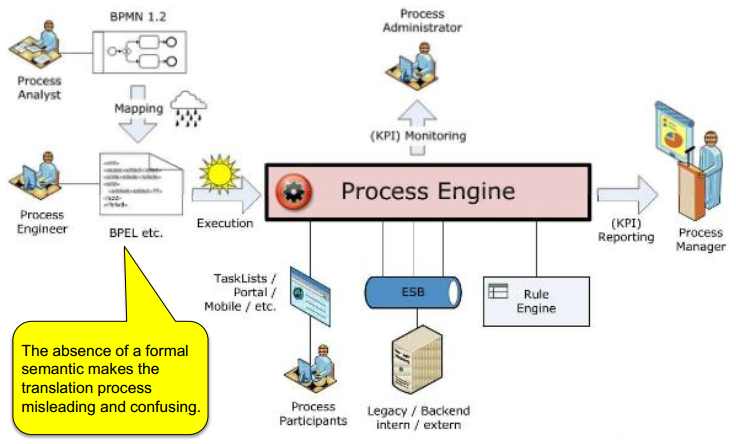 BPMN 1.2
Process
Analyst
Mapping
Process
Engineer
BPEL etc.
Execution
Process
Administrator
(KPI) Monitoring
Process Engine
(KPI)
Reporting
Process
Manager
TaskLists /
Portal /
Mobile / etc.
ESB
Rule
Engine
Process
Participants
Legacy / Backend
intern / extern
The absence of a formal
semantic makes the
translation process
misleading and confusing.